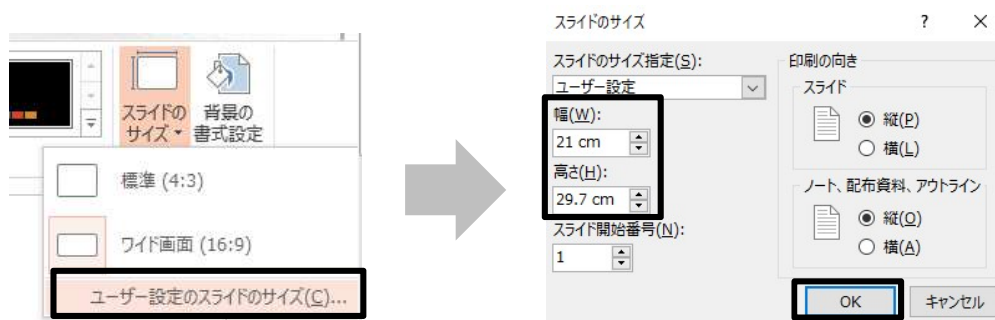 スライドの
サイズ
背景の
書式設定
標準 (4:3)
ワイド画面 (16:9)
ユーザー設定のスライドのサイズ(C)...
スライドのサイズ
? ×
スライドのサイズ指定(S):
ユーザー設定
幅(W):
21 cm
高さ(H):
29.7 cm
スライド開始番号(N):
1
印刷の向き
スライド
縦(P)
横(L)
ノート、配布資料、アウトライン
縦(O)
横(A)
OK
キャンセル